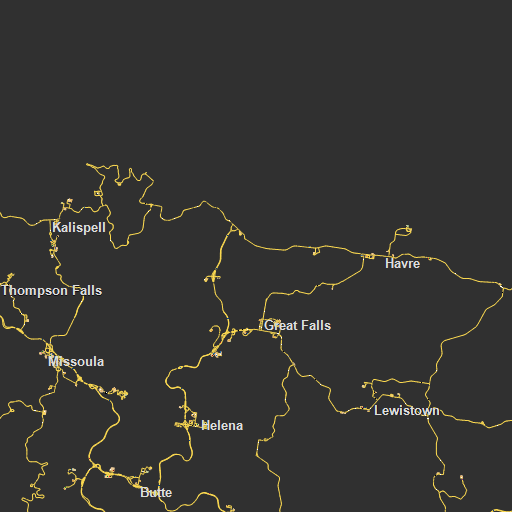 Kalispell
Havre
Thompson Falls
Great Falls
Missoula
Lewistown
Helena
Butte